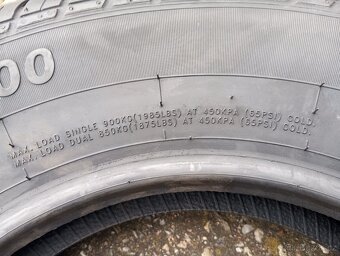 00
MAX. LOAD SINGLE 900KG(1985LBS) AT 450KPA (65PSI) COLD.
MAX. LOAD DUAL 850KG(1875LBS) AT 450KPA (65PSI) COLD.